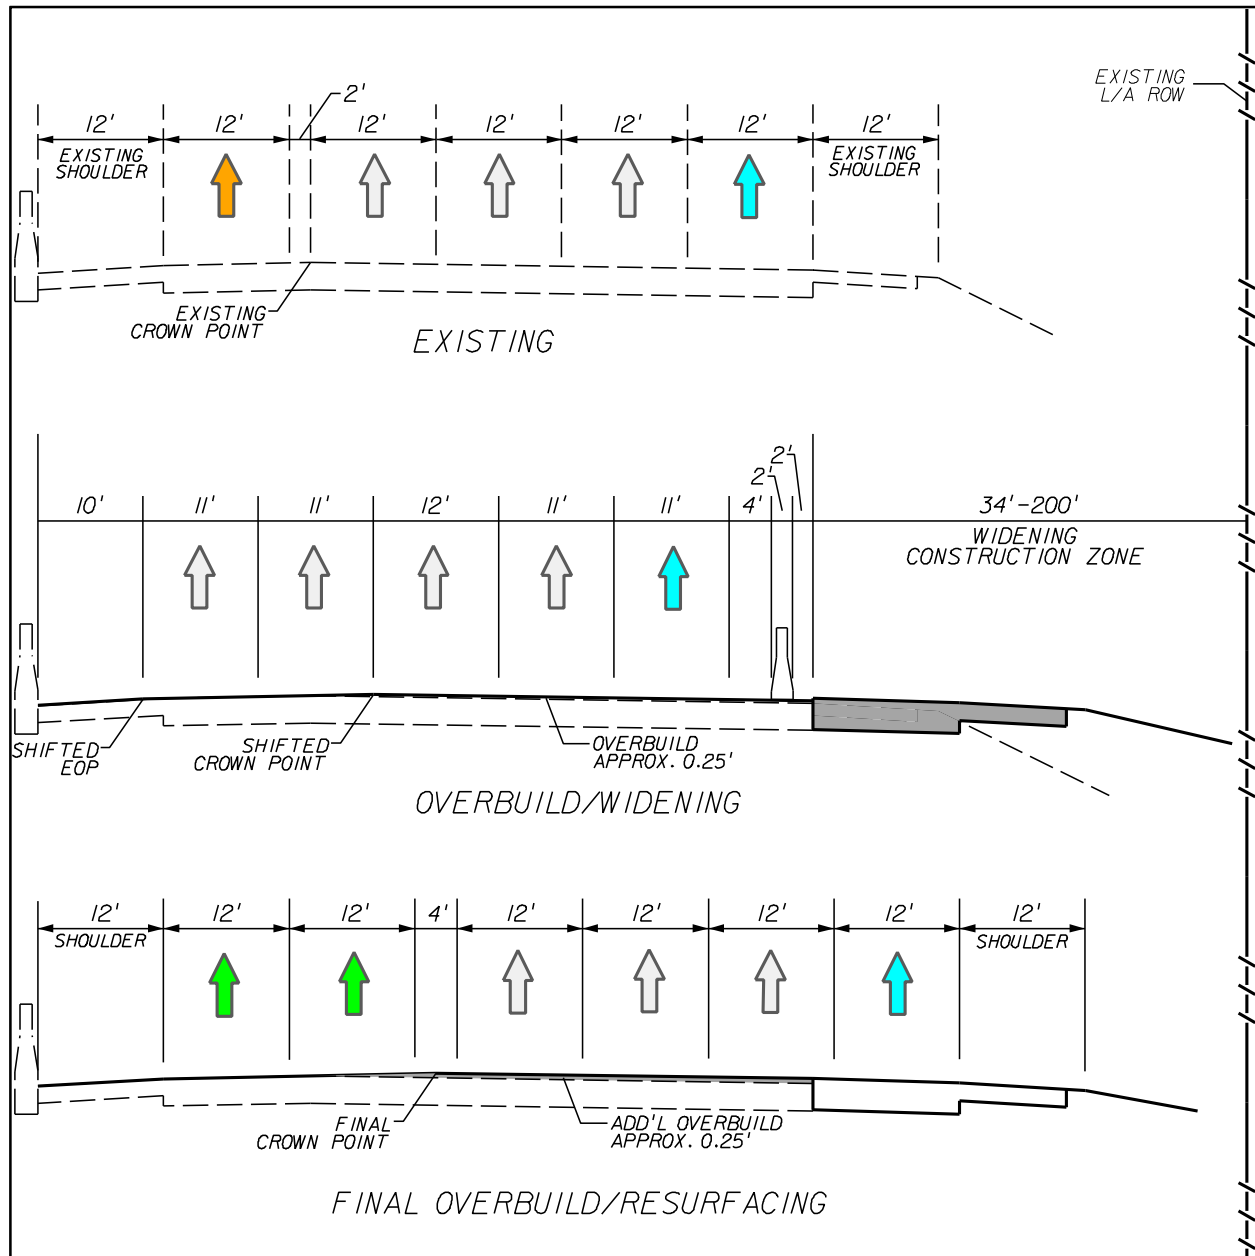 EXISTING
L/A ROW
2'
12' 12' 12' 12' 12' 12' 12'
EXISTING
SHOULDER
EXISTING
SHOULDER
EXISTING
CROWN POINT
EXISTING
2'
2'
10' 11' 11' 12' 11' 11' 4' 34'-200'
WIDENING
CONSTRUCTION ZONE
SHIFTED
EOP
SHIFTED
CROWN POINT
OVERBUILD
APPROX. 0.25'
OVERBUILD/WIDENING
12' 12' 12' 4' 12' 12' 12' 12' 12'
SHOULDER
SHOULDER
FINAL
CROWN POINT
ADD'L OVERBUILD
APPROX. 0.25'
FINAL OVERBUILD/RESURFACING